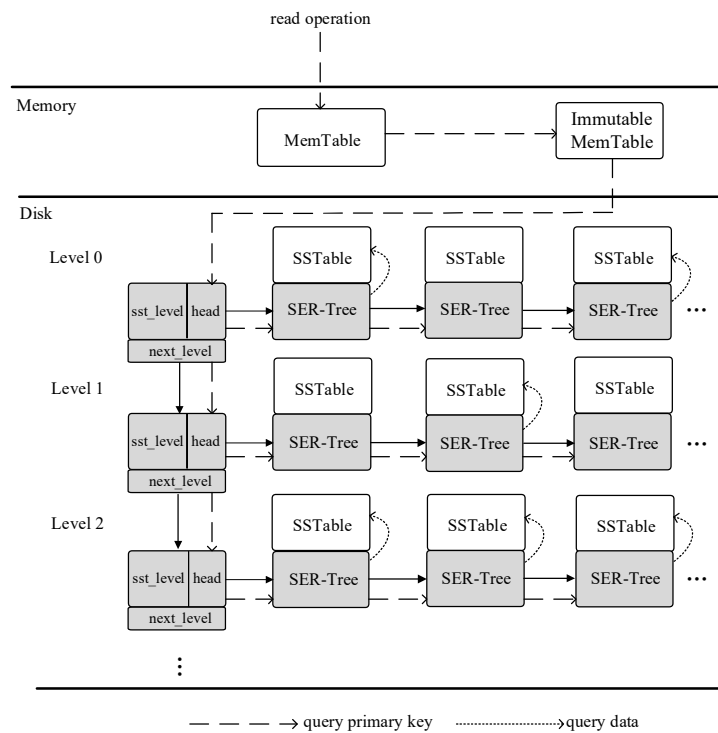 read operation
Memory
MemTable
Immutable
MemTable
Disk
Level 0
SSTable SSTable SSTable
sst_level head SER-Tree SER-Tree SER-Tree ...
next_level
Level 1
SSTable SSTable SSTable
sst_level head SER-Tree SER-Tree SER-Tree ...
next_level
Level 2
SSTable SSTable SSTable
sst_level head SER-Tree SER-Tree SER-Tree ...
next_level
query primary key query data